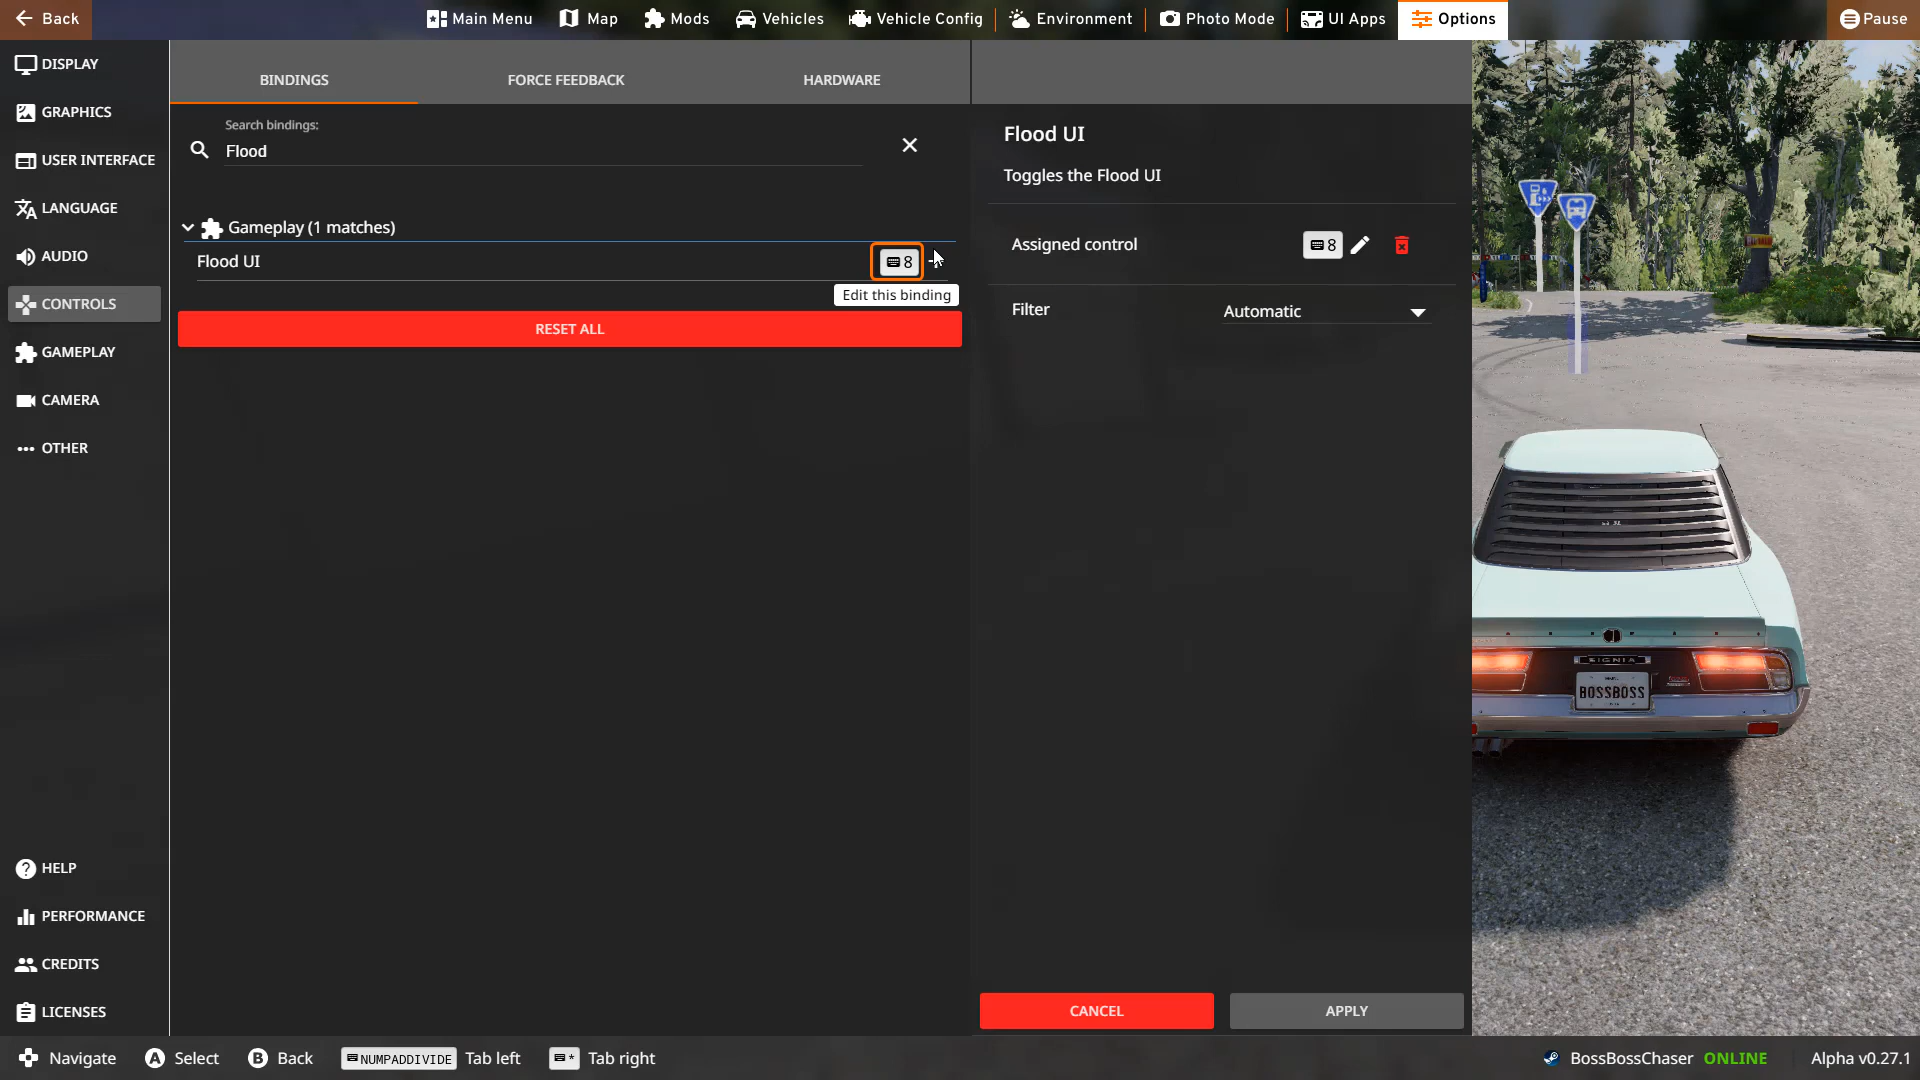 Back
Main Menu
Map
Mods
Vehicles
Vehicle Config
Environment
Photo Mode
UI Apps
Options
Pause
DISPLAY
GRAPHICS
USER INTERFACE
LANGUAGE
AUDIO
CONTROLS
GAMEPLAY
CAMERA
OTHER
HELP
PERFORMANCE
CREDITS
LICENSES
BINDINGS
FORCE FEEDBACK
HARDWARE
Search bindings:
Flood
Gameplay (1 matches)
Flood UI
8
Edit this binding
RESET ALL
Flood UI
Toggles the Flood UI
Assigned control
8
Filter
Automatic
CANCEL
APPLY
SIGNIA
BOSSBOSS
Navigate
A Select
B Back
NUMPADDIVIDE Tab left
* Tab right
BossBossChaser ONLINE
Alpha v0.27.1